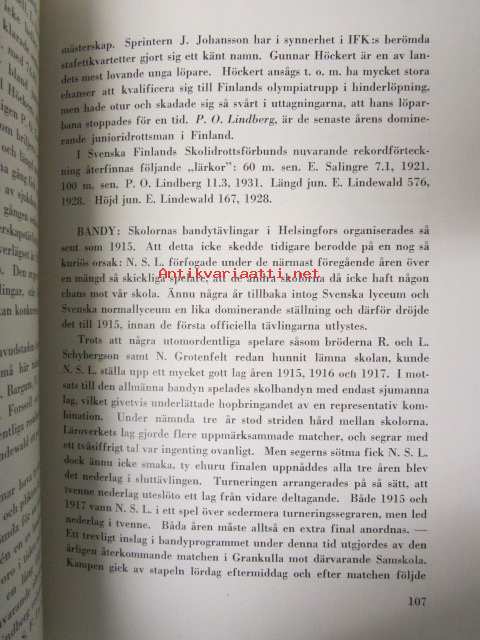 mästerskap. Sprintern J. Johansson har i synnerhet i IFK:s berömda
stafettkvartetter gjort sig ett känt namn. Gunnar Höckert är en av lan-
dets mest lovande unga löpare. Höckert ansågs t. o. m. ha mycket stora
chanser att kvalificera sig till Finlands olympiatrupp i hinderlöpning,
men hade otur och skadade sig så svårt i uttagningarna, att hans löpar-
bana stoppades för en tid. P. O. Lindberg, är de senaste årens domine-
rande junioridrottsman i Finland.
I Svenska Finlands Skolidrottsförbunds nuvarande rekordförteck-
ning återfinnas följande „lärkor”: 60 m. sen. E. Salingre 7.1, 1921.
100 m. sen. P. O. Lindberg 11.3, 1931. Längd jun. E. Lindewald 576,
1928. Höjd jun. E. Lindewald 167, 1928.
BANDY: Skolornas bandytävlingar i Helsingfors organiserades så
sent som 1915. Att detta icke skedde tidigare berodde på en nog så
kuriös orsak: N. S. L. förfogade under de närmast föregående åren över
en mängd så skickliga spelare, att de andra skolorna då icke haft någon
chans mot vår skola. Ännu några år tillbaka intog Svenska lyceum och
Svenska normallyceum en lika dominerande ställning och därför dröjde
det till 1915, innan de första officiella tävlingarna utlystes.
Trots att några utomordentliga spelare såsom bröderna R. och L.
Schybergson samt N. Grotenfelt redan hunnit lämna skolan, kunde
N. S. L. ställa upp ett mycket gott lag åren 1915, 1916 och 1917. I mot-
sats till den allmänna bandyn spelades skolbandyn med endast sjumanna
lag, vilket givetvis underlättade hopbringandet av en representativ kom-
bination. Under nämnda tre år stod striden hård mellan skolorna.
Läroverkets lag gjorde flere uppmärksammade matcher, och segrar med
ett tvåsiffrigt tal var ingenting ovanligt. Men segerns sötma fick N. S. L.
dock ännu icke smaka, ty ehuru finalen uppnåddes alla tre åren blev
det nederlag i sluttävlingen. Turneringen arrangerades på så sätt, att
tvenne nederlag uteslöto ett lag från vidare deltagande. Både 1915 och
1917 vann N. S. L. i ett spel över sedermera turneringssegraren, men led
nederlag i tvenne. Båda åren måste alltså en extra final anordnas. —
Ett trevligt inslag i bandyprogrammet under denna tid utgjordes av den
årligen återkommande matchen i Grankulla mot därvarande Samskola.
Kampen gick av stapeln lördag eftermiddag och efter matchen följde
107
Antikvariaatti.net